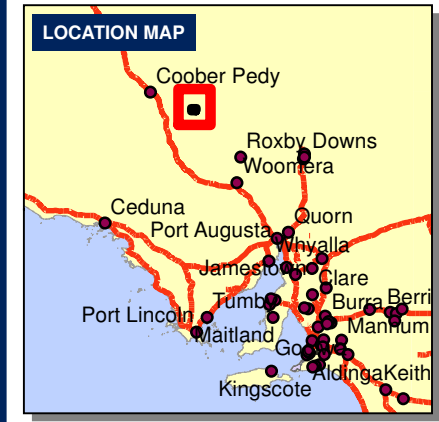 LOCATION MAP
Coober Pedy
Roxby Downs
Woomera
Ceduna
Quorn
Port Augusta
Whyalla
Jamestown
Clare
Port Lincoln
Tumby
Burra
Berri
Maitland
Mannum
Aldinga
Keith
Kingscote